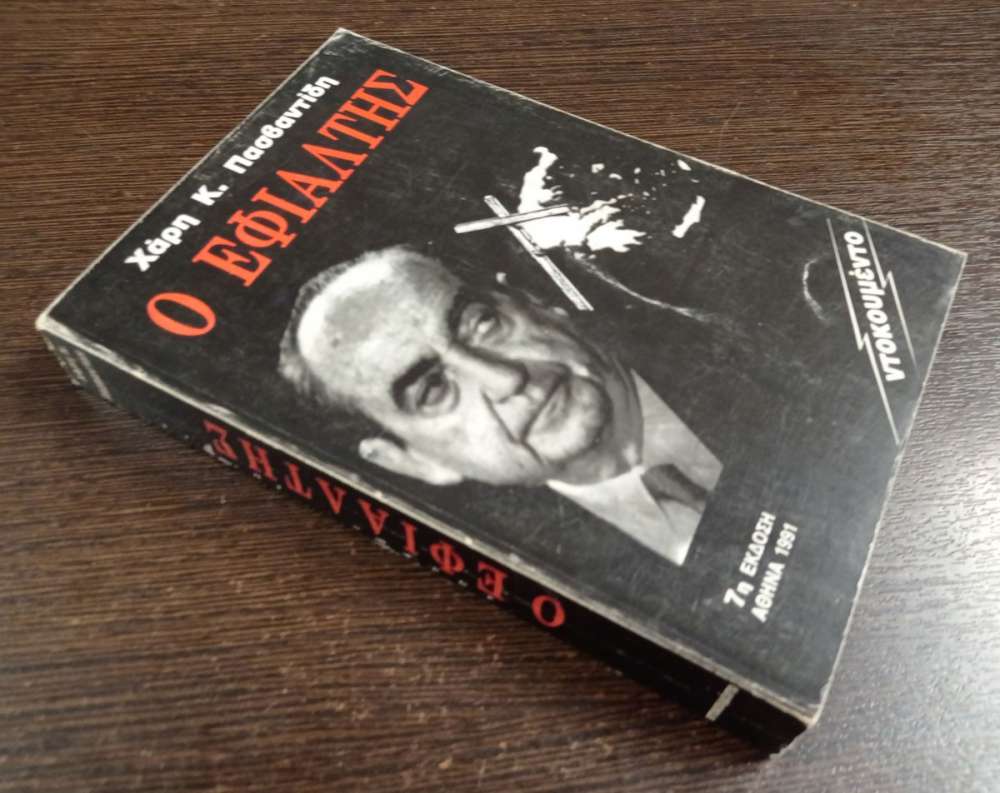 Χάρη Κ. Πασβαντίδη
Ο ΕΦΙΑΛΤΗΣ
ντοκουμέντο
7η ΕΚΔΟΣΗ
ΑΘΗΝΑ 1991
Ο ΕΦΙΑΛΤΗΣ